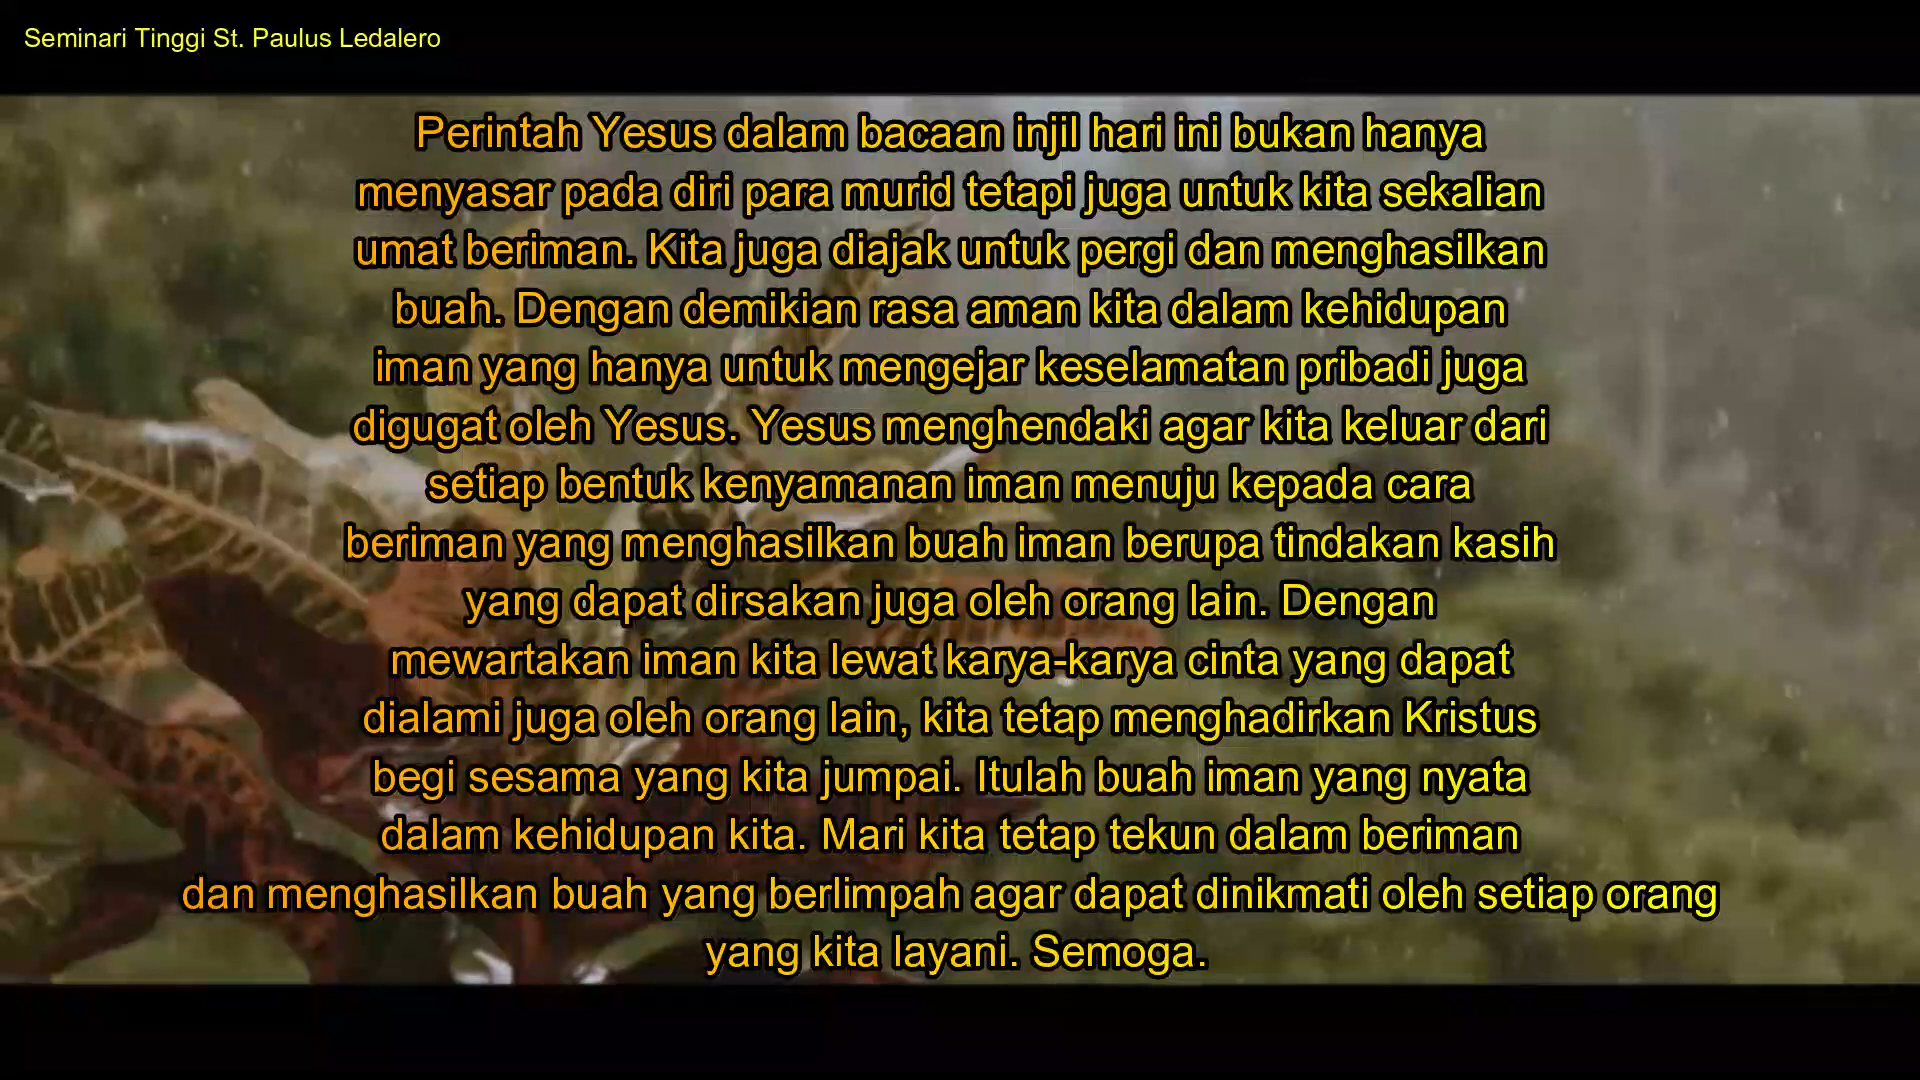 Seminari Tinggi St. Paulus Ledalero
Perintah Yesus dalam bacaan injil hari ini bukan hanya
menyasar pada diri para murid tetapi juga untuk kita sekalian
umat beriman. Kita juga diajak untuk pergi dan menghasilkan
buah. Dengan demikian rasa aman kita dalam kehidupan
iman yang hanya untuk mengejar keselamatan pribadi juga
digugat oleh Yesus. Yesus menghendaki agar kita keluar dari
setiap bentuk kenyamanan iman menuju kepada cara
beriman yang menghasilkan buah iman berupa tindakan kasih
yang dapat dirsakan juga oleh orang lain. Dengan
mewartakan iman kita lewat karya-karya cinta yang dapat
dialami juga oleh orang lain, kita tetap menghadirkan Kristus
begi sesama yang kita jumpai. Itulah buah iman yang nyata
dalam kehidupan kita. Mari kita tetap tekun dalam beriman
dan menghasilkan buah yang berlimpah agar dapat dinikmati oleh setiap orang
yang kita layani. Semoga.